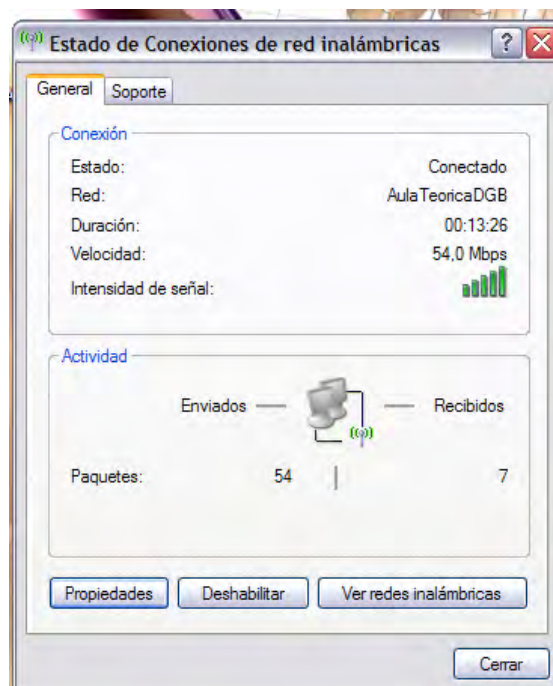 Estado de Conexiones de red inalámbricas
General Soporte
Conexión
Estado: Conectado
Red: AulaTeoricaDGB
Duración: 00:13:26
Velocidad: 54,0 Mbps
Intensidad de señal:
Actividad
Enviados Recibidos
Paquetes: 54 7
Propiedades Deshabilitar Ver redes inalámbricas
Cerrar